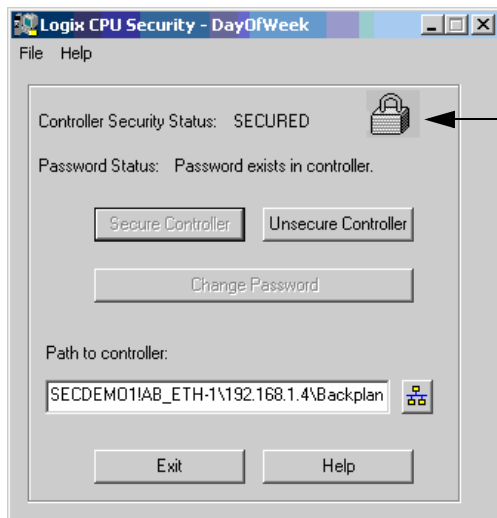 Logix CPU Security - DayOfWeek
File Help
Controller Security Status: SECURED
Password Status: Password exists in controller.
Secure Controller Unsecure Controller
Change Password
Path to controller:
SECDEMO1!AB_ETH-1\192.168.1.4\Backplan
Exit Help